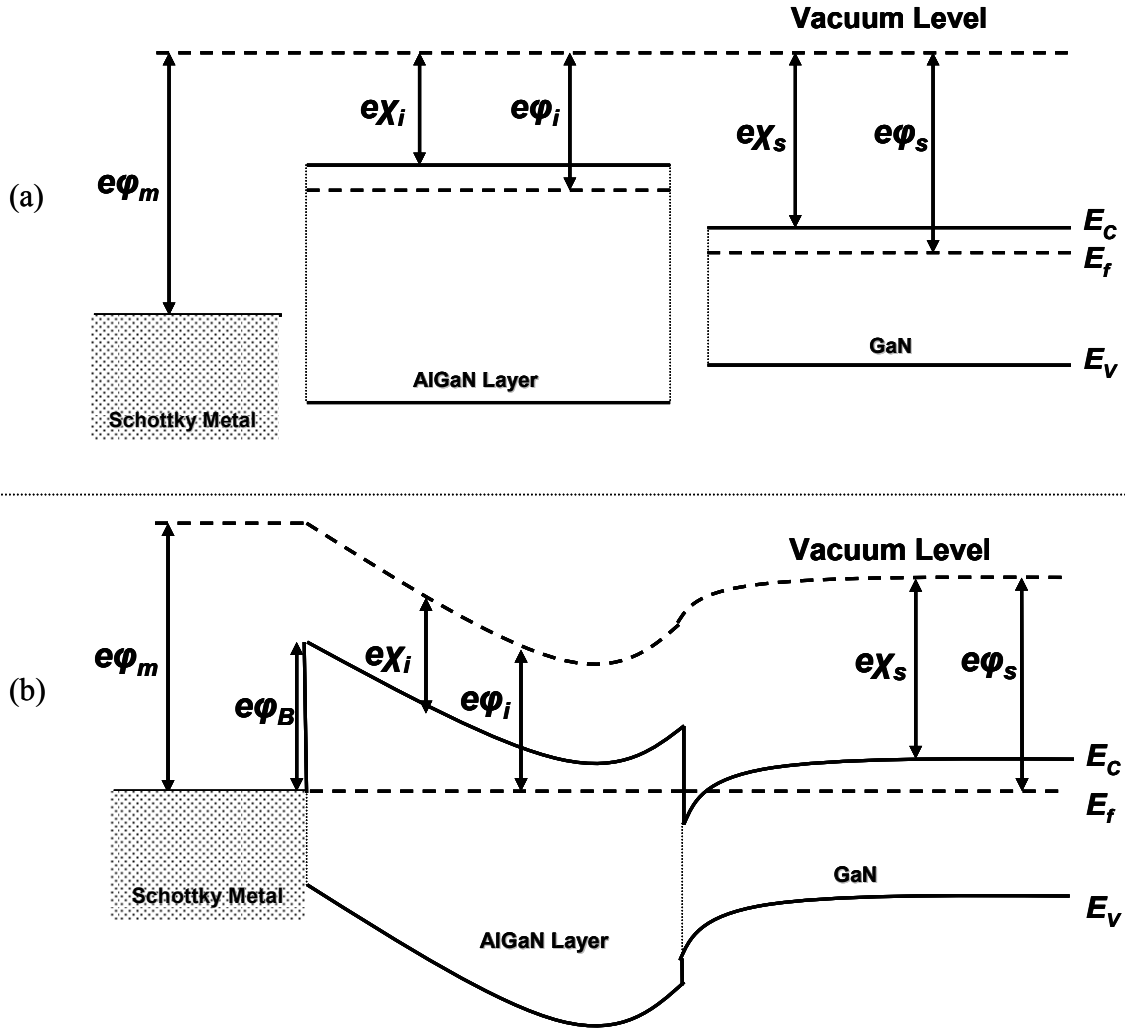 Vacuum Level
eχi
eφi
eχs
eφs
eφm
(a)
EC
Ef
GaN
EV
AlGaN Layer
Schottky Metal
Vacuum Level
eφm
eχi
eχs
eφs
(b)
eφB
eφi
EC
Ef
GaN
Schottky Metal
EV
AlGaN Layer